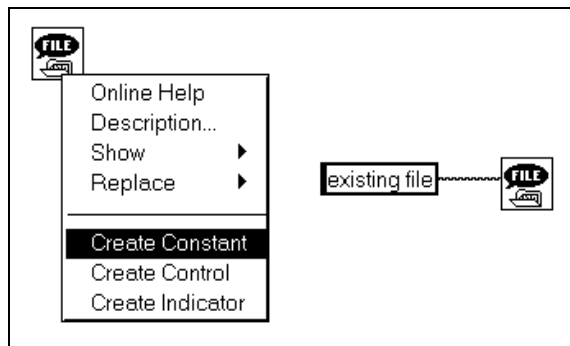 FILE
Online Help
Description...
Show
Replace
Create Constant
Create Control
Create Indicator
existing file
FILE